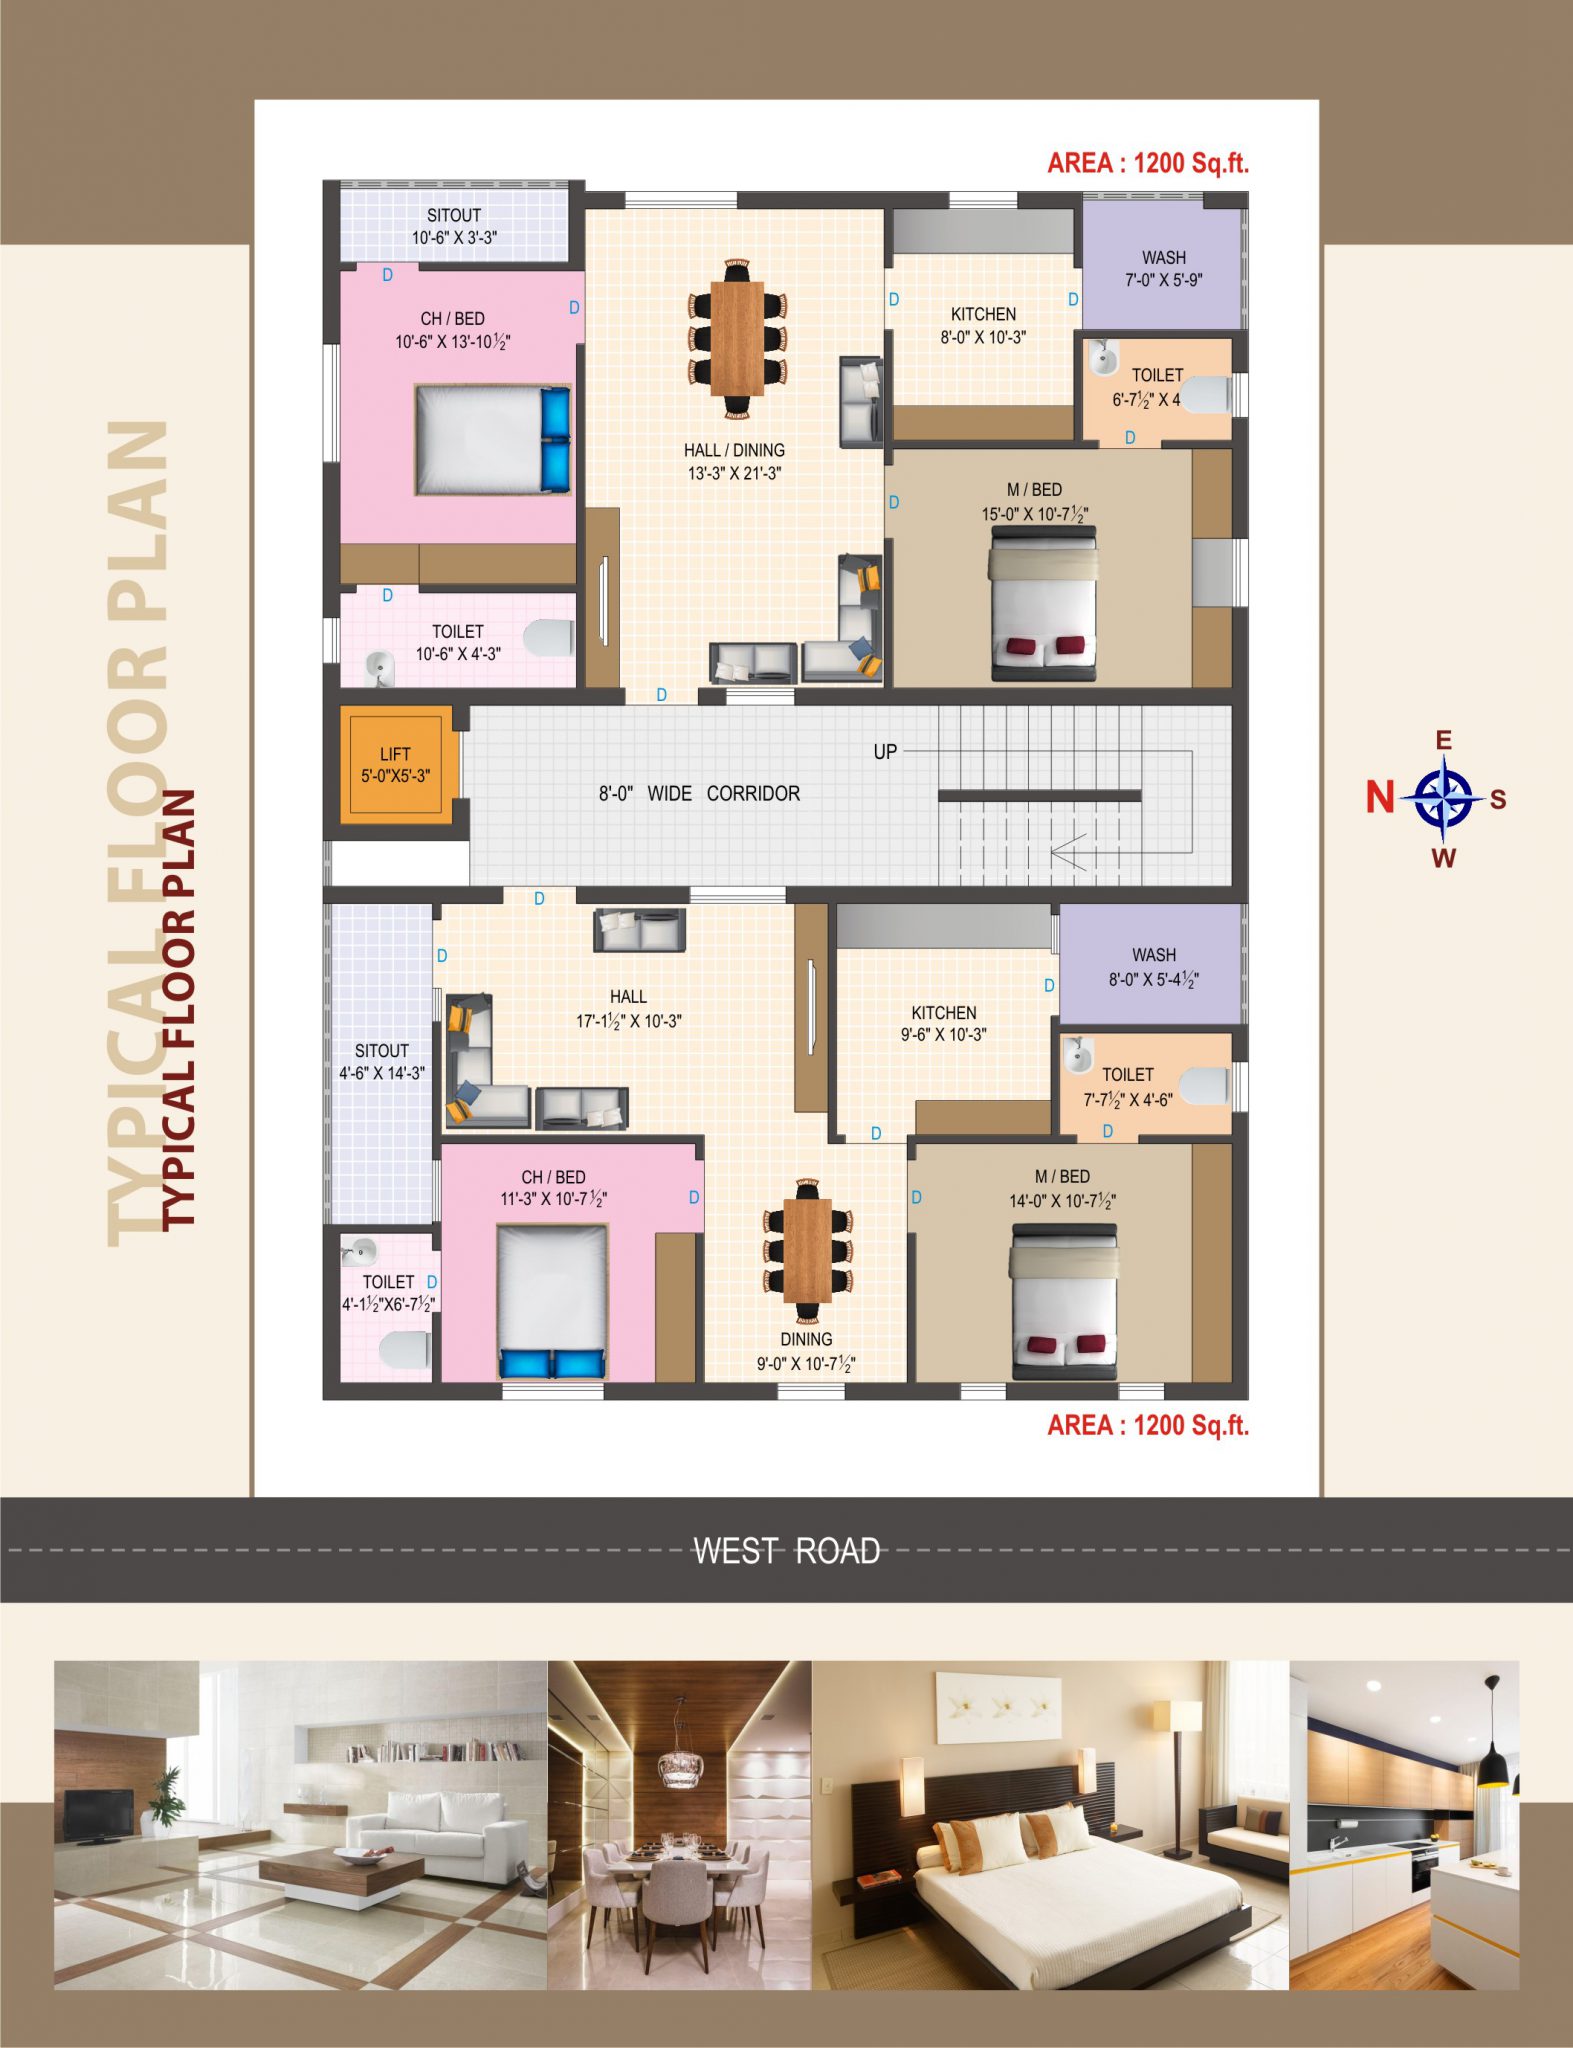 AREA : 1200 Sq.ft.
SITOUT
10'-6" X 3'-3"
WASH
7'-0" X 5'-9"
D
D
D
D
D
CH / BED
10'-6" X 13'-10½"
KITCHEN
8'-0" X 10'-3"
TOILET
6'-7½" X 4
D
HALL / DINING
13'-3" X 21'-3"
D
M / BED
15'-0" X 10'-7½"
D
TOILET
10'-6" X 4'-3"
D
LIFT
5'-0"X5'-3"
UP
8'-0" WIDE CORRIDOR
D
D
HALL
17'-1½" X 10'-3"
WASH
8'-0" X 5'-4½"
D
KITCHEN
9'-6" X 10'-3"
SITOUT
4'-6" X 14'-3"
TOILET
7'-7½" X 4'-6"
D
D
CH / BED
11'-3" X 10'-7½"
D
M / BED
14'-0" X 10'-7½"
D
TOILET
4'-1½"X6'-7½"
D
DINING
9'-0" X 10'-7½"
AREA : 1200 Sq.ft.
TYPICAL FLOOR PLAN
TYPICAL FLOOR PLAN
E
N
S
W
WEST ROAD